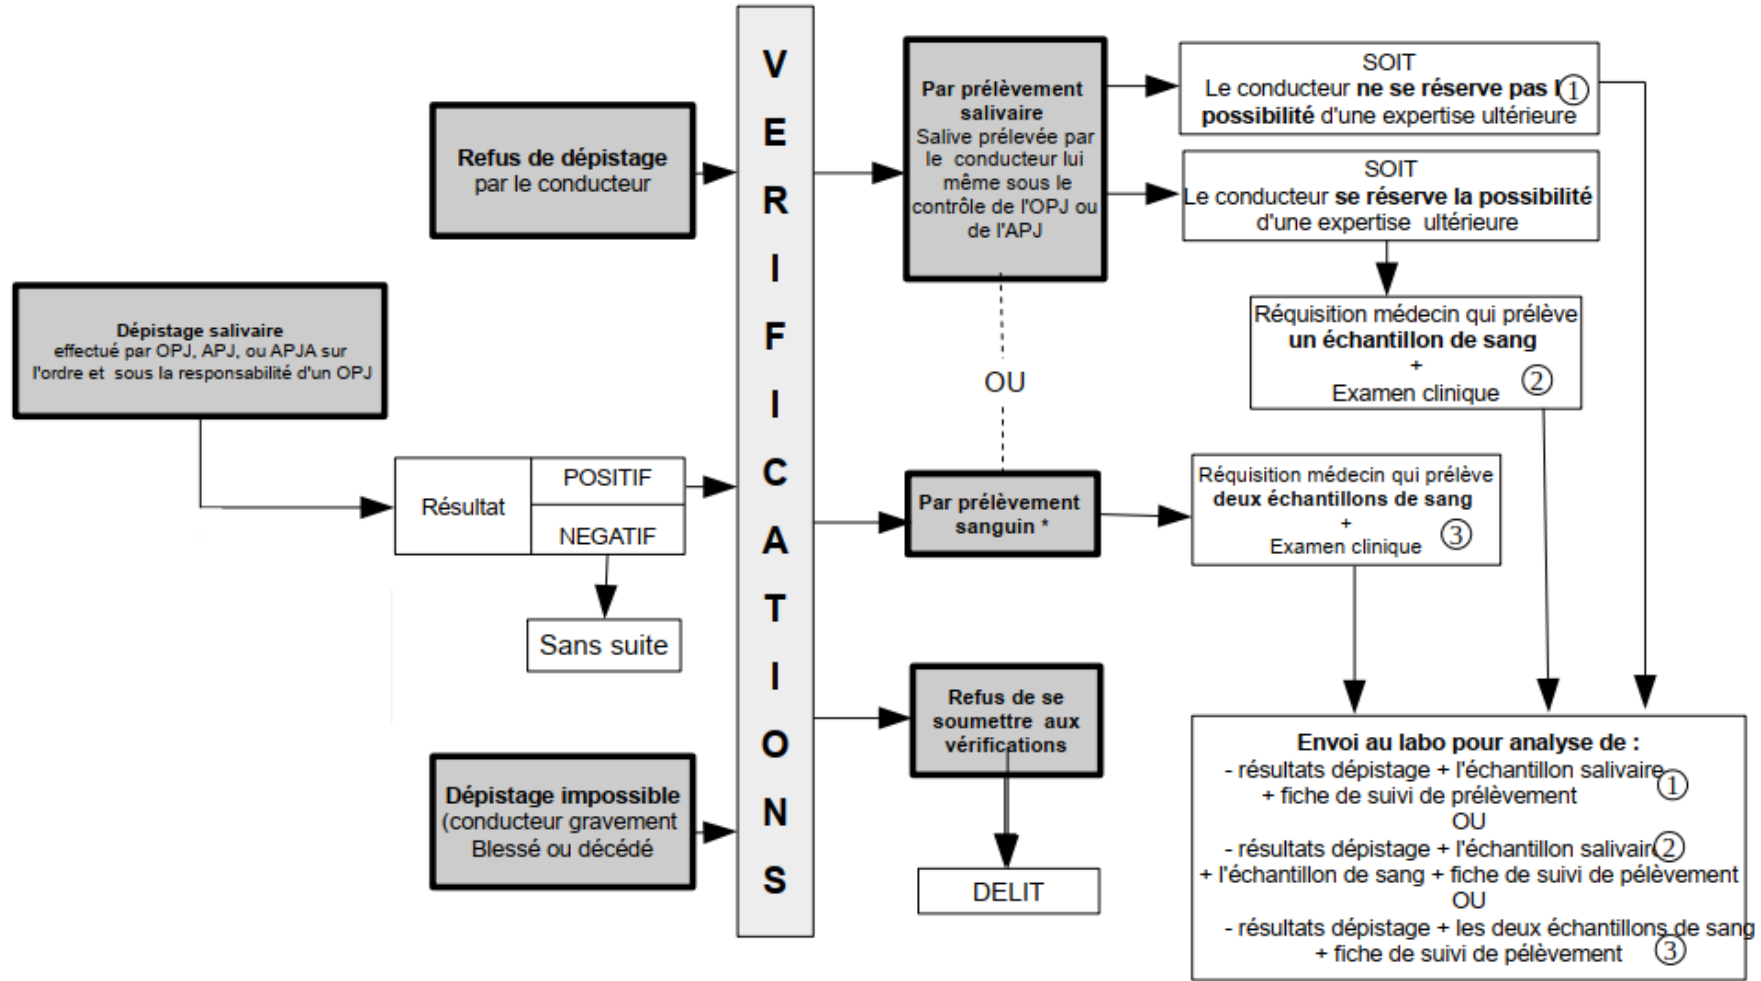 Dépistage salivaire
effectué par OPJ, APJ, ou APJA sur
l'ordre et sous la responsabilité d'un OPJ
Refus de dépistage
par le conducteur
Résultat
POSITIF
NEGATIF
Sans suite
Dépistage impossible
(conducteur gravement
Blessé ou décédé
V
E
R
I
F
I
C
A
T
I
O
N
S
Par prélèvement
salivaire
Salive prélevée par
le conducteur lui
même sous le
contrôle de l'OPJ ou
de l'APJ
OU
Par prélèvement
sanguin *
Refus de se
soumettre aux
vérifications
DELIT
SOIT
Le conducteur ne se réserve pas l 1
possibilité d'une expertise ultérieure
SOIT
Le conducteur se réserve la possibilité
d'une expertise ultérieure
Réquisition médecin qui prélève
un échantillon de sang
+
Examen clinique 2
Réquisition médecin qui prélève
deux échantillons de sang
+
Examen clinique 3
Envoi au labo pour analyse de :
- résultats dépistage + l'échantillon salivaire 1
+ fiche de suivi de prélèvement
OU
- résultats dépistage + l'échantillon salivaire 2
+ l'échantillon de sang + fiche de suivi de pélèvement
OU
- résultats dépistage + les deux échantillons de sang
+ fiche de suivi de pélèvement 3